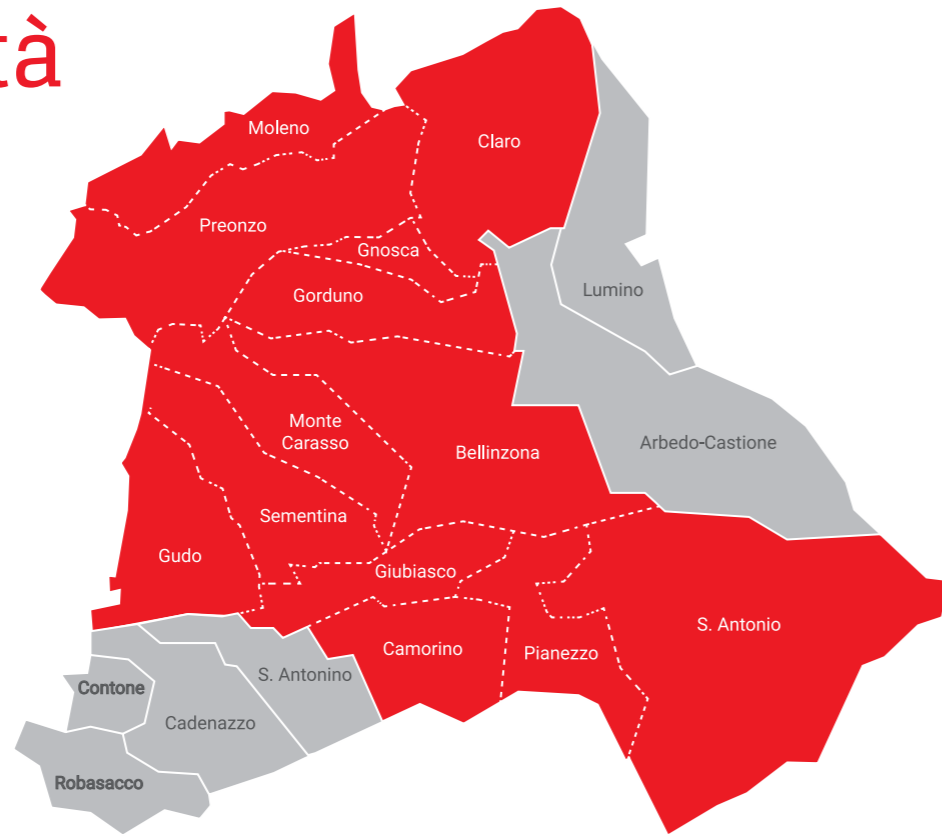 tà
Moleno
Claro
Preonzo
Gnosca
Gorduno
Lumino
Monte
Carasso
Bellinzona
Arbedo-Castione
Sementina
Gudo
Giubiasco
S. Antonio
Camorino
Pianezzo
S. Antonino
Contone
Cadenazzo
Robasacco